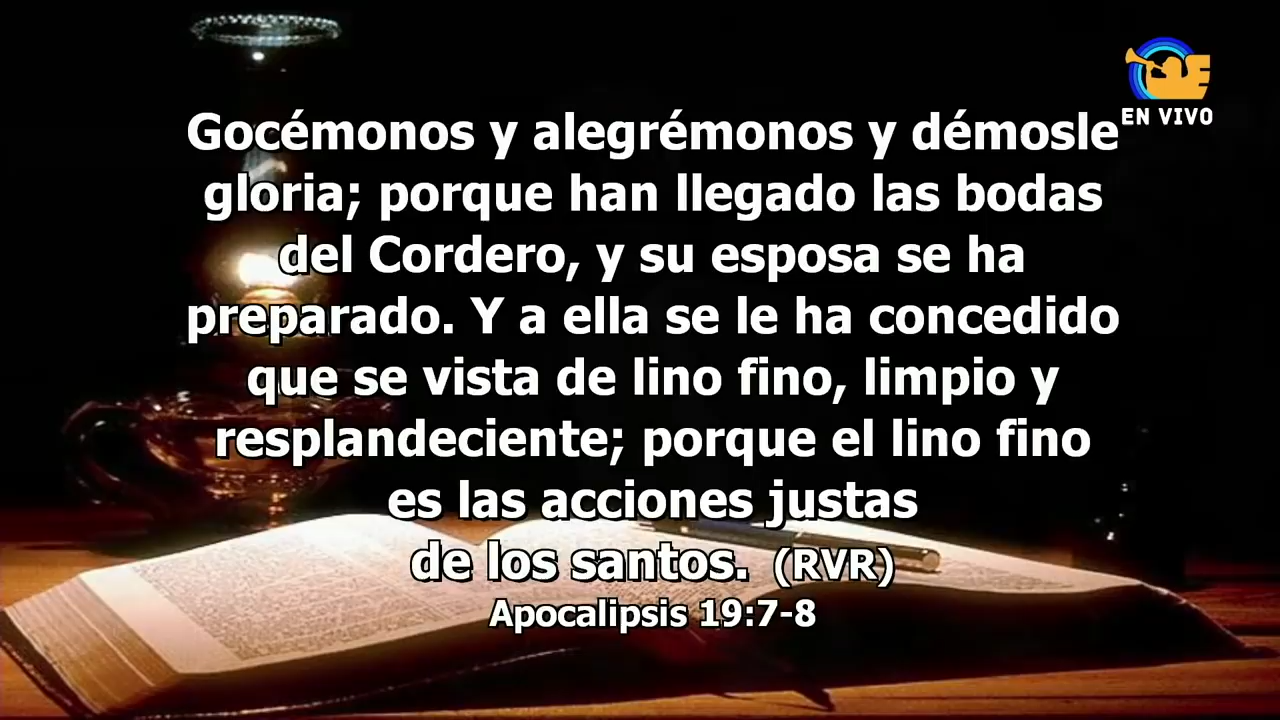 EN VIVO
Gocémonos y alegrémonos y démosle
gloria; porque han llegado las bodas
del Cordero, y su esposa se ha
preparado. Y a ella se le ha concedido
que se vista de lino fino, limpio y
resplandeciente; porque el lino fino
es las acciones justas
de los santos. (RVR)
Apocalipsis 19:7-8